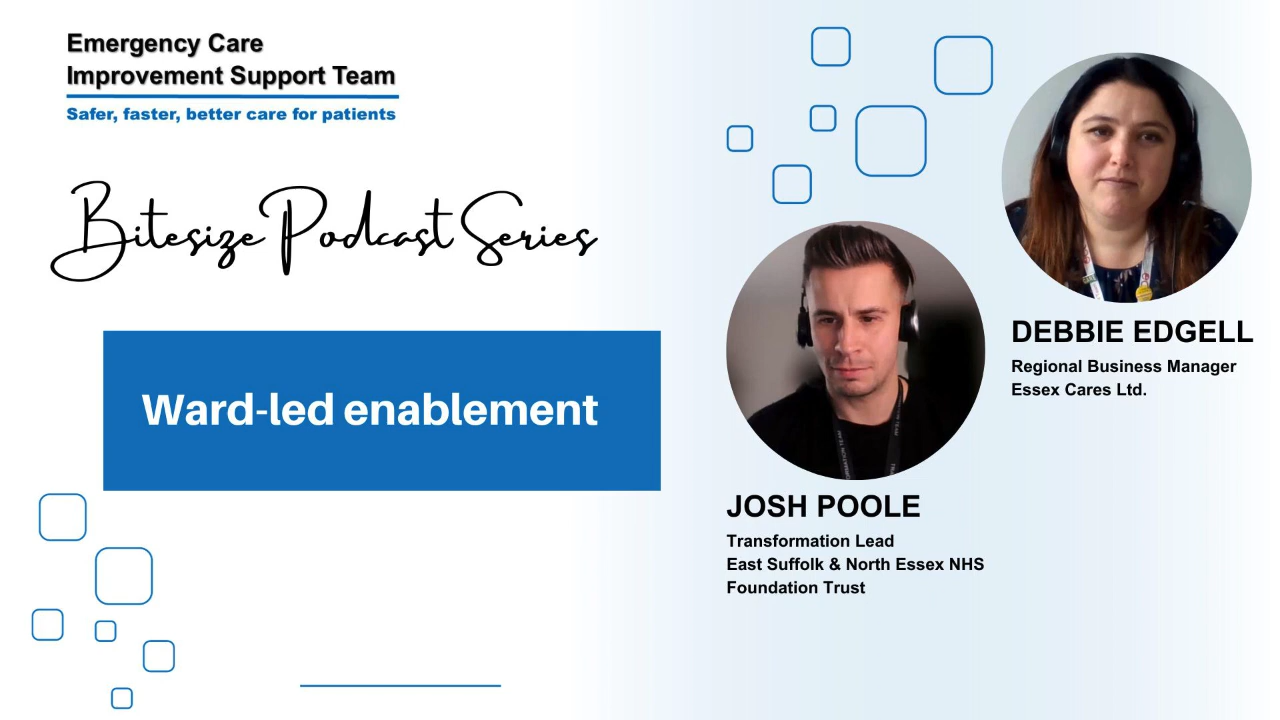 Emergency Care
Improvement Support Team
Safer, faster, better care for patients
Bitesize Podcast Series
Ward-led enablement
DEBBIE EDGELL
Regional Business Manager
Essex Cares Ltd.
JOSH POOLE
Transformation Lead
East Suffolk & North Essex NHS
Foundation Trust